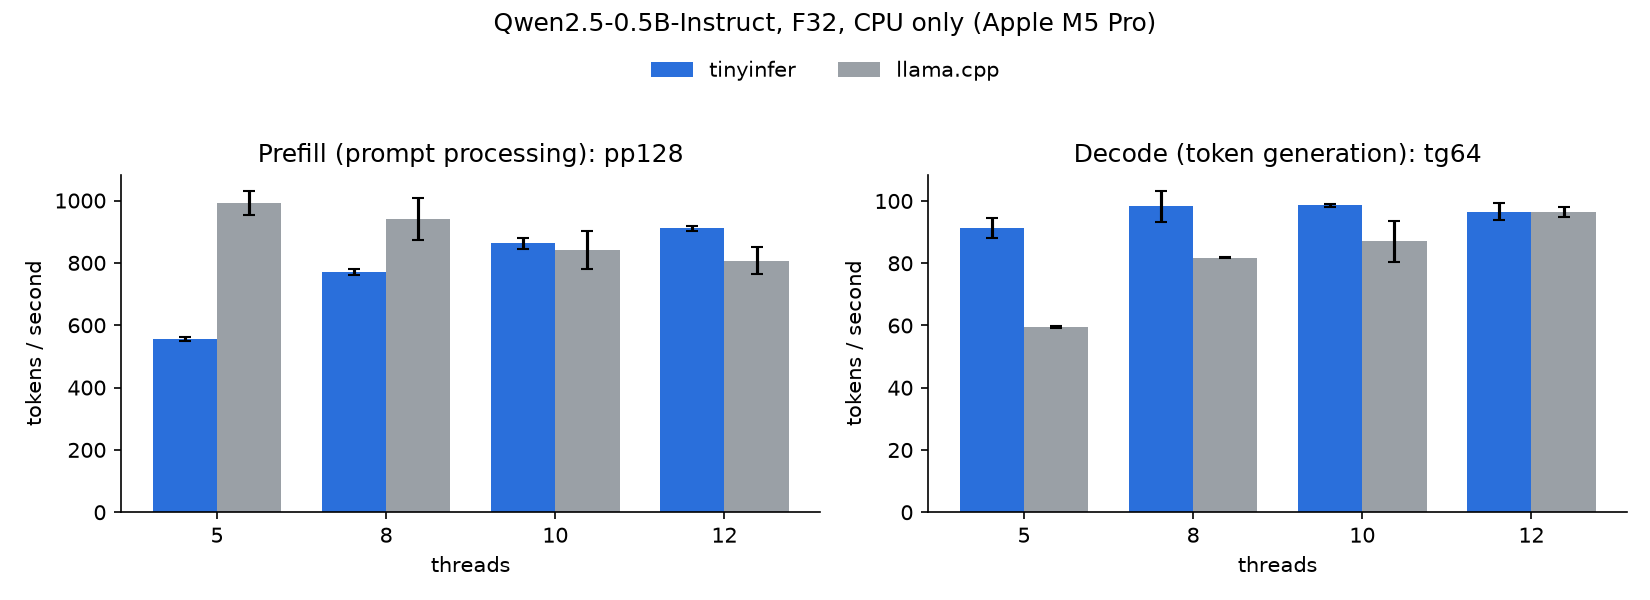 Qwen2.5-0.5B-Instruct, F32, CPU only (Apple M5 Pro)
tinyinfer
llama.cpp
Prefill (prompt processing): pp128
tokens / second
1000
800
600
400
200
0
5
8
10
12
threads
Decode (token generation): tg64
tokens / second
100
80
60
40
20
0
5
8
10
12
threads